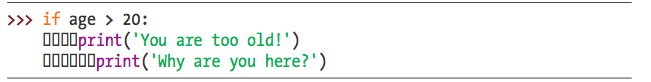 >>> if age > 20:
▯▯▯▯print('You are too old!')
▯▯▯▯▯▯print('Why are you here?')